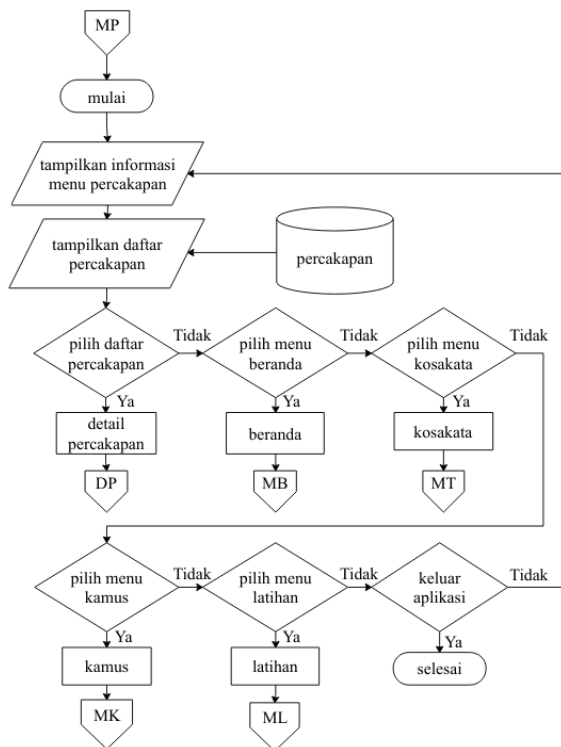 MP
mulai
tampilkan informasi
menu percakapan
tampilkan daftar
percakapan
percakapan
pilih daftar
percakapan
Tidak
pilih menu
beranda
Tidak
pilih menu
kosakata
Tidak
Ya
Ya
Ya
detail
percakapan
beranda
kosakata
DP
MB
MT
pilih menu
kamus
Tidak
pilih menu
latihan
Tidak
keluar
aplikasi
Tidak
Ya
Ya
Ya
kamus
latihan
selesai
MK
ML